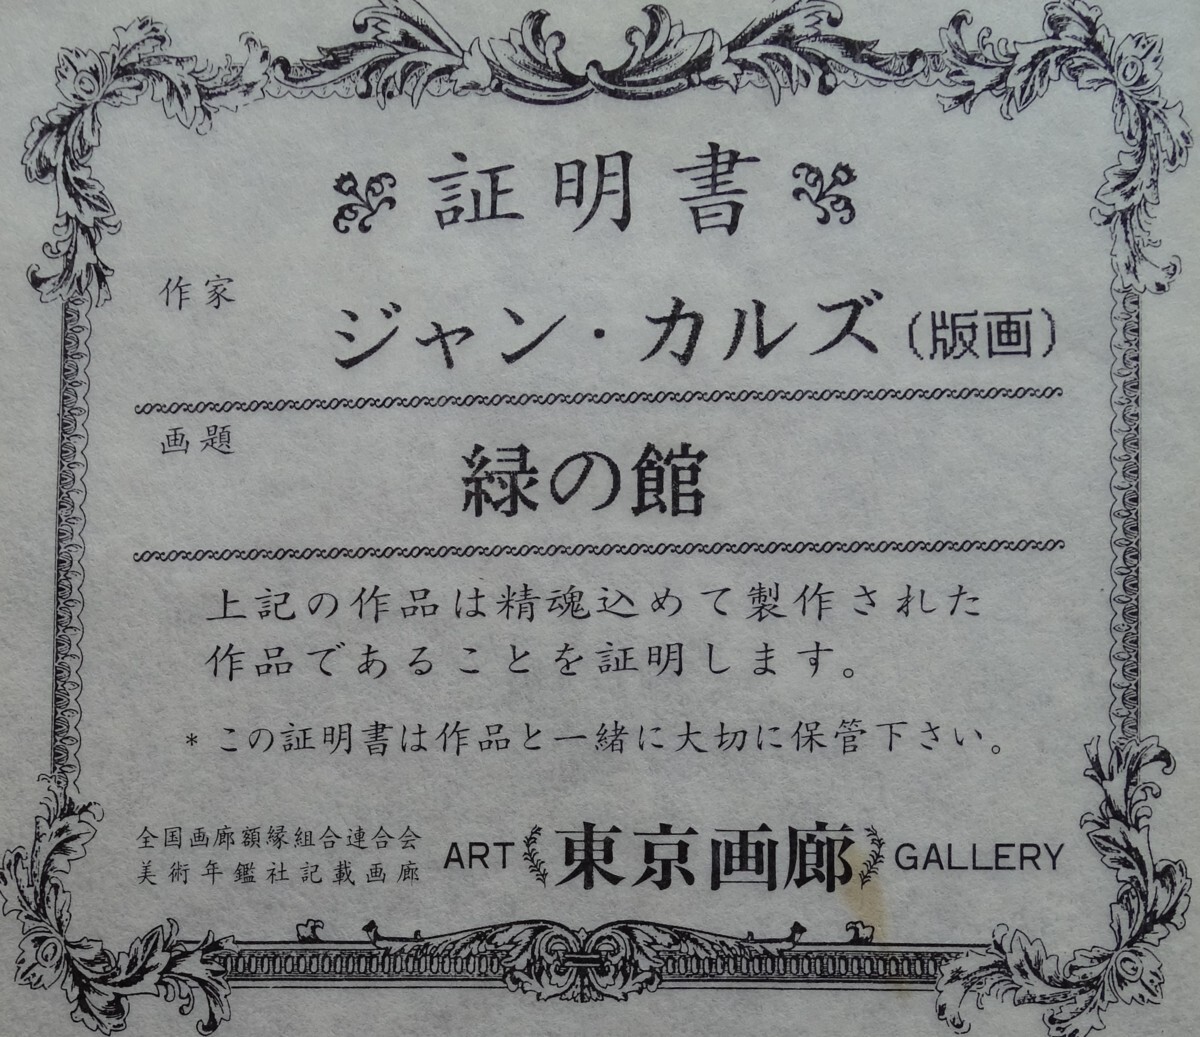 証明書
作家
ジャン・カルズ(版画)
画題
緑の館
上記の作品は精魂込めて製作された
作品であることを証明します。
* この証明書は作品と一緒に大切に保管下さい。
全国画廊額縁組合連合会
美術年鑑社記載画廊
ART 東京画廊 GALLERY